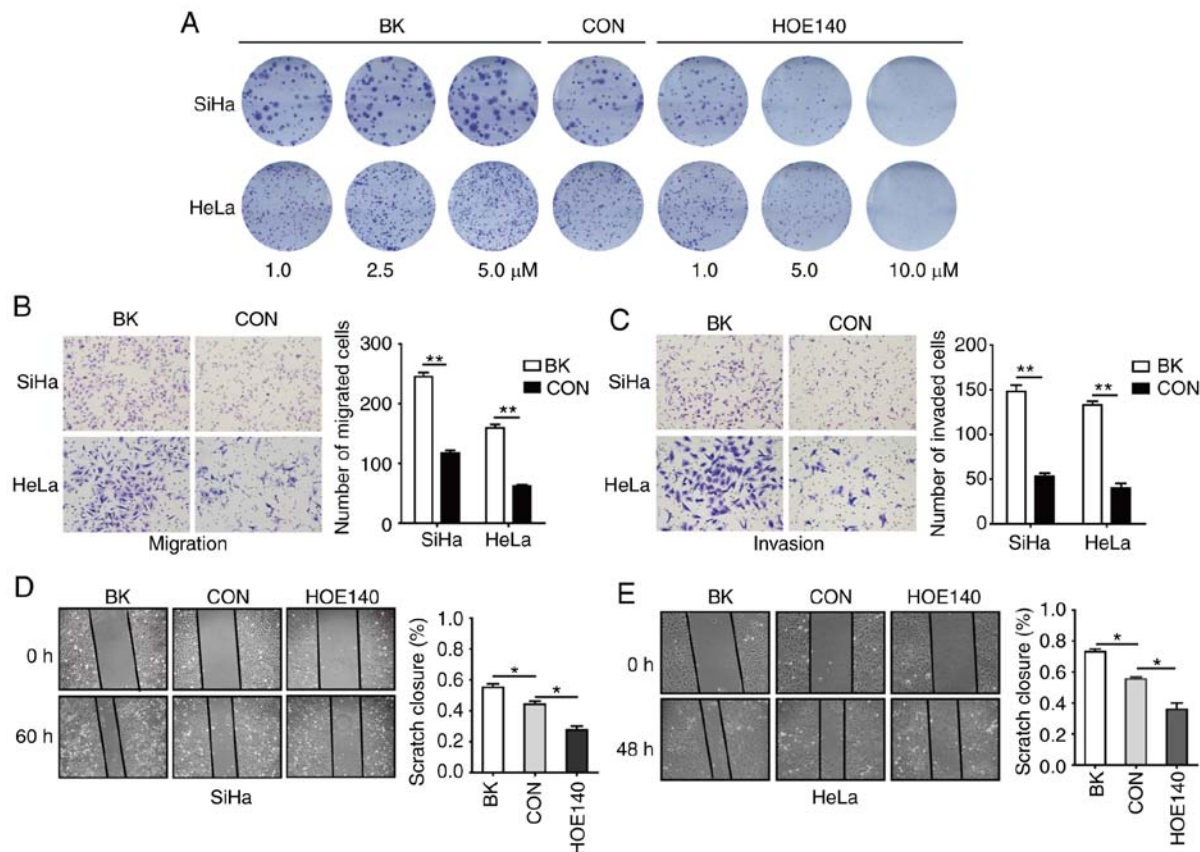 A
BK CON HOE140
SiHa
HeLa
1.0 2.5 5.0 μM 1.0 5.0 10.0 μM
B
BK CON
SiHa
HeLa
Migration
Number of migrated cells
300
200
100
0
** **
BK
CON
SiHa HeLa
C
BK CON
SiHa
HeLa
Invasion
Number of invaded cells
200
150
100
50
0
** **
BK
CON
SiHa HeLa
D
BK CON HOE140
0 h
60 h
SiHa
Scratch closure (%)
1.0
0.8
0.6
0.4
0.2
0.0
* *
BK CON HOE140
E
BK CON HOE140
0 h
48 h
HeLa
Scratch closure (%)
1.0
0.8
0.6
0.4
0.2
0.0
* *
BK CON HOE140